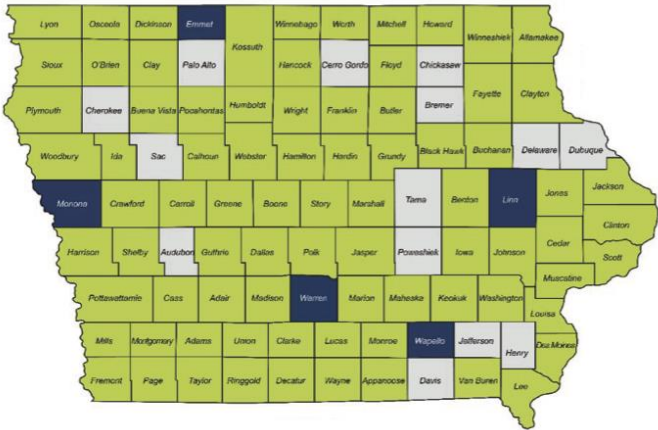 Lyon Osceola Dickinson Emmet Winnebago Worth Mitchell Howard Winneshiek Allamakee
Kossuth
Sioux O'Brien Clay Palo Alto Hancock Cerro Gordo Floyd Chickasaw
Fayette Clayton
Plymouth Cherokee Buena Vista Pocahontas Humboldt Wright Franklin Butler Bremer
Woodbury Ida Sac Calhoun Webster Hamilton Hardin Grundy Black Hawk Buchanan Delaware Dubuque
Monona Crawford Carroll Greene Boone Story Marshall Tama Benton Linn Jones Jackson
Clinton
Harrison Shelby Audubon Guthrie Dallas Polk Jasper Poweshiek Iowa Johnson Cedar Scott
Muscatine
Pottawattamie Cass Adair Madison Warren Marion Mahaska Keokuk Washington
Louisa
Mills Montgomery Adams Union Clarke Lucas Monroe Wapello Jefferson Henry Des Moines
Fremont Page Taylor Ringgold Decatur Wayne Appanoose Davis Van Buren Lee